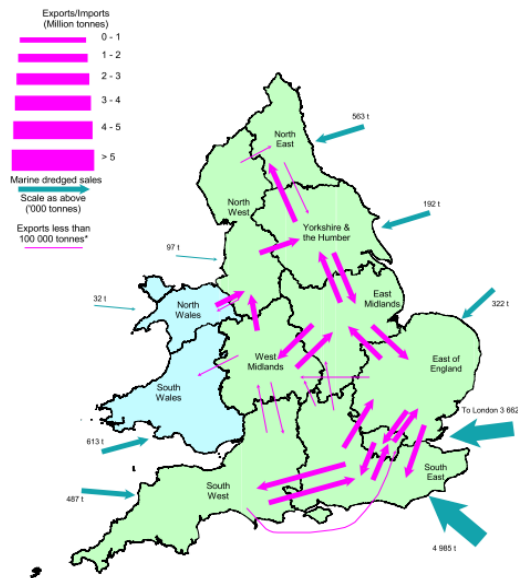 Exports/Imports
(Million tonnes)
0 - 1
1 - 2
2 - 3
3 - 4
4 - 5
> 5
Marine dredged sales
Scale as above
('000 tonnes)
Exports less than
100 000 tonnes*
North
East
563 t
North
West
Yorkshire &
the Humber
192 t
97 t
32 t
North
Wales
East
Midlands
322 t
West
Midlands
East of
England
South
Wales
To London 3 662
613 t
South
East
South
West
487 t
4 985 t